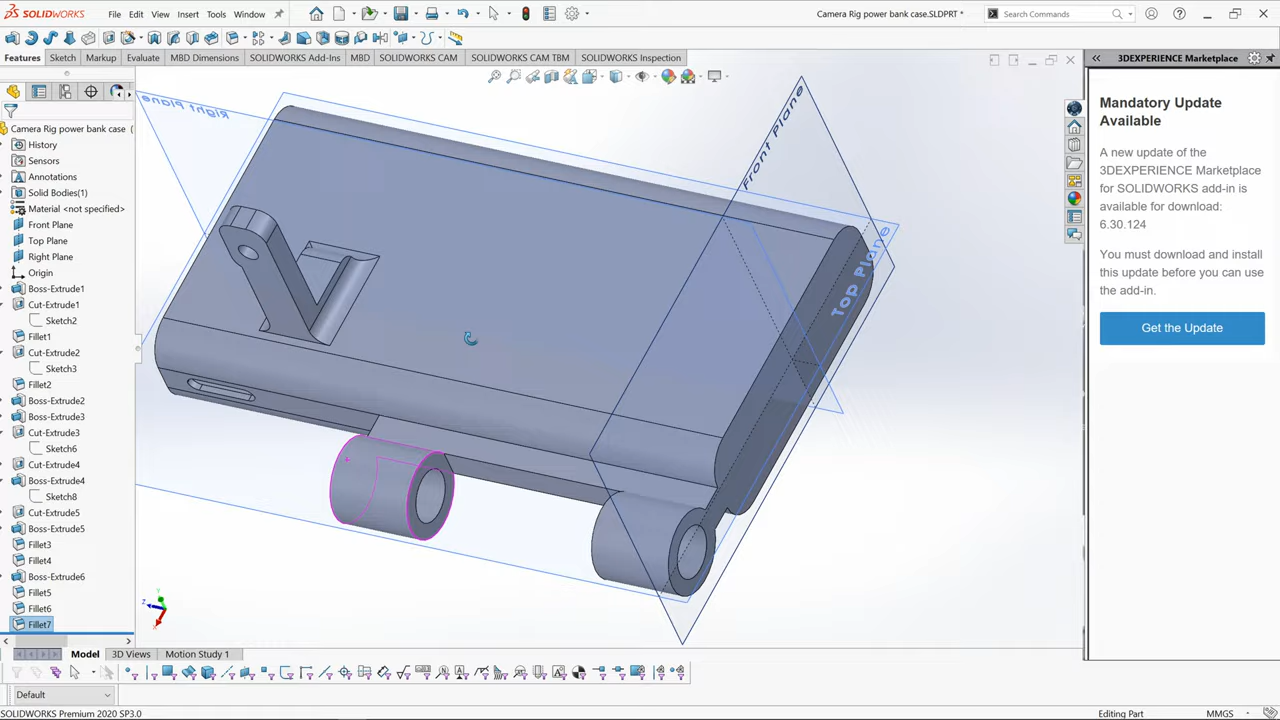 SOLIDWORKS File Edit View Insert Tools Window Camera Rig power bank case.SLDPRT * Search Commands
Features Sketch Markup Evaluate MBD Dimensions SOLIDWORKS Add-Ins MBD SOLIDWORKS CAM SOLIDWORKS CAM TBM SOLIDWORKS Inspection
3DEXPERIENCE Marketplace
Camera Rig power bank case (
History
Sensors
Annotations
Solid Bodies(1)
Material <not specified>
Front Plane
Top Plane
Right Plane
Origin
Boss-Extrude1
Cut-Extrude1
Sketch2
Fillet1
Cut-Extrude2
Sketch3
Fillet2
Boss-Extrude2
Boss-Extrude3
Cut-Extrude3
Sketch6
Cut-Extrude4
Boss-Extrude4
Sketch8
Cut-Extrude5
Boss-Extrude5
Fillet3
Fillet4
Boss-Extrude6
Fillet5
Fillet6
Fillet7
Right Plane
Front Plane
Top Plane
Y
Z
X
Mandatory Update
Available
A new update of the
3DEXPERIENCE Marketplace
for SOLIDWORKS add-in is
available for download:
6.30.124
You must download and install
this update before you can use
the add-in.
Get the Update
Model 3D Views Motion Study 1
Default
SOLIDWORKS Premium 2020 SP3.0 Editing Part MMGS